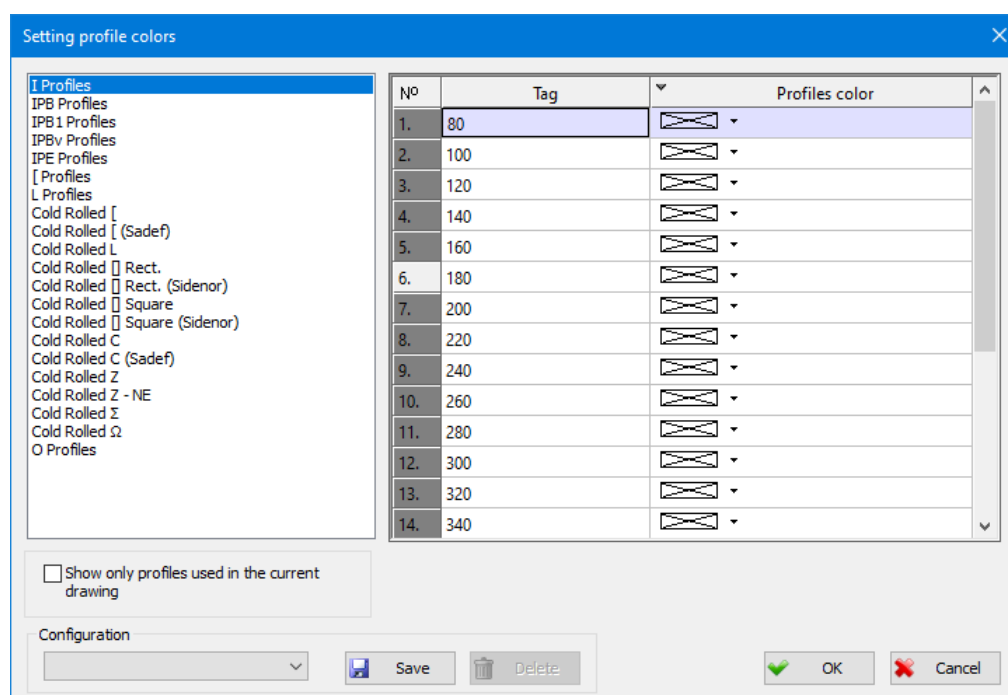 Setting profile colors
I Profiles
IPB Profiles
IPB1 Profiles
IPBv Profiles
IPE Profiles
[ Profiles
L Profiles
Cold Rolled [
Cold Rolled [ (Sadef)
Cold Rolled L
Cold Rolled [] Rect.
Cold Rolled [] Rect. (Sidenor)
Cold Rolled [] Square
Cold Rolled [] Square (Sidenor)
Cold Rolled C
Cold Rolled C (Sadef)
Cold Rolled Z
Cold Rolled Z - NE
Cold Rolled Σ
Cold Rolled Ω
O Profiles
Nº Tag Profiles color
1. 80
2. 100
3. 120
4. 140
5. 160
6. 180
7. 200
8. 220
9. 240
10. 260
11. 280
12. 300
13. 320
14. 340
Show only profiles used in the current
drawing
Configuration
Save Delete OK Cancel